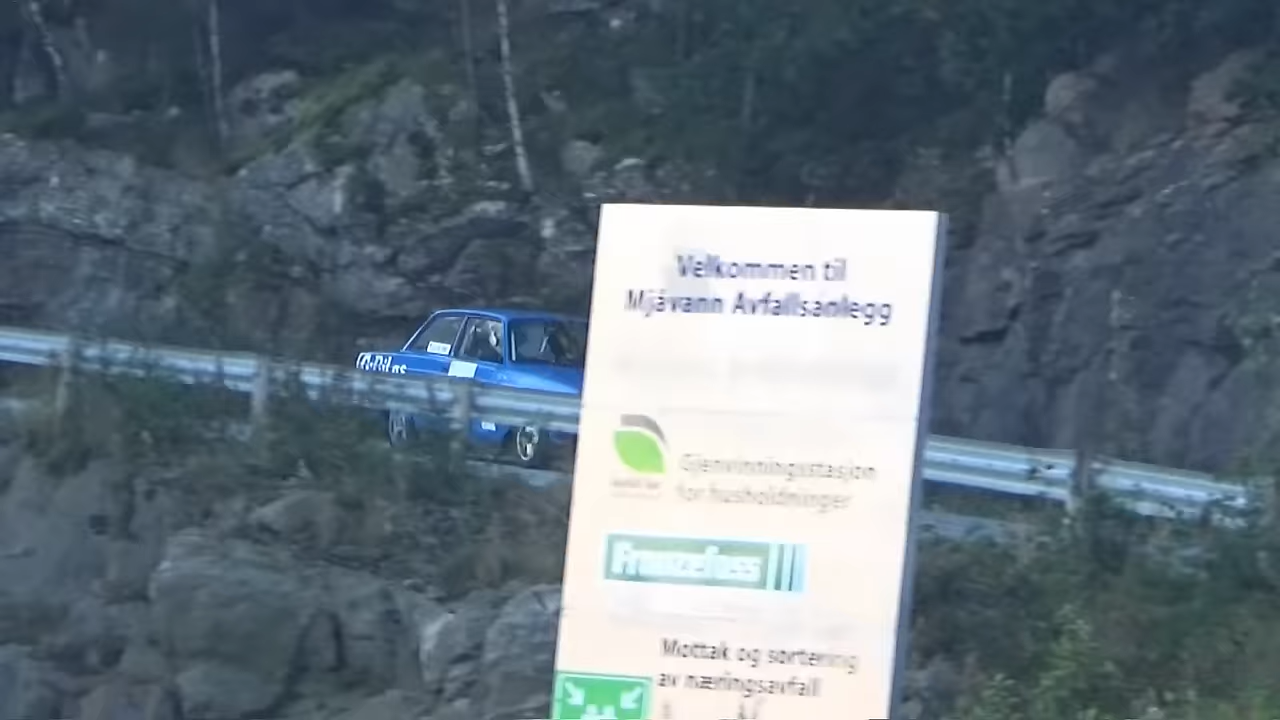 Velkommen til
Mjåvann Avfallsanlegg
Gjenvinningsstasjon
for husholdninger
Franzefoss
Mottak og sortering
av næringsavfall